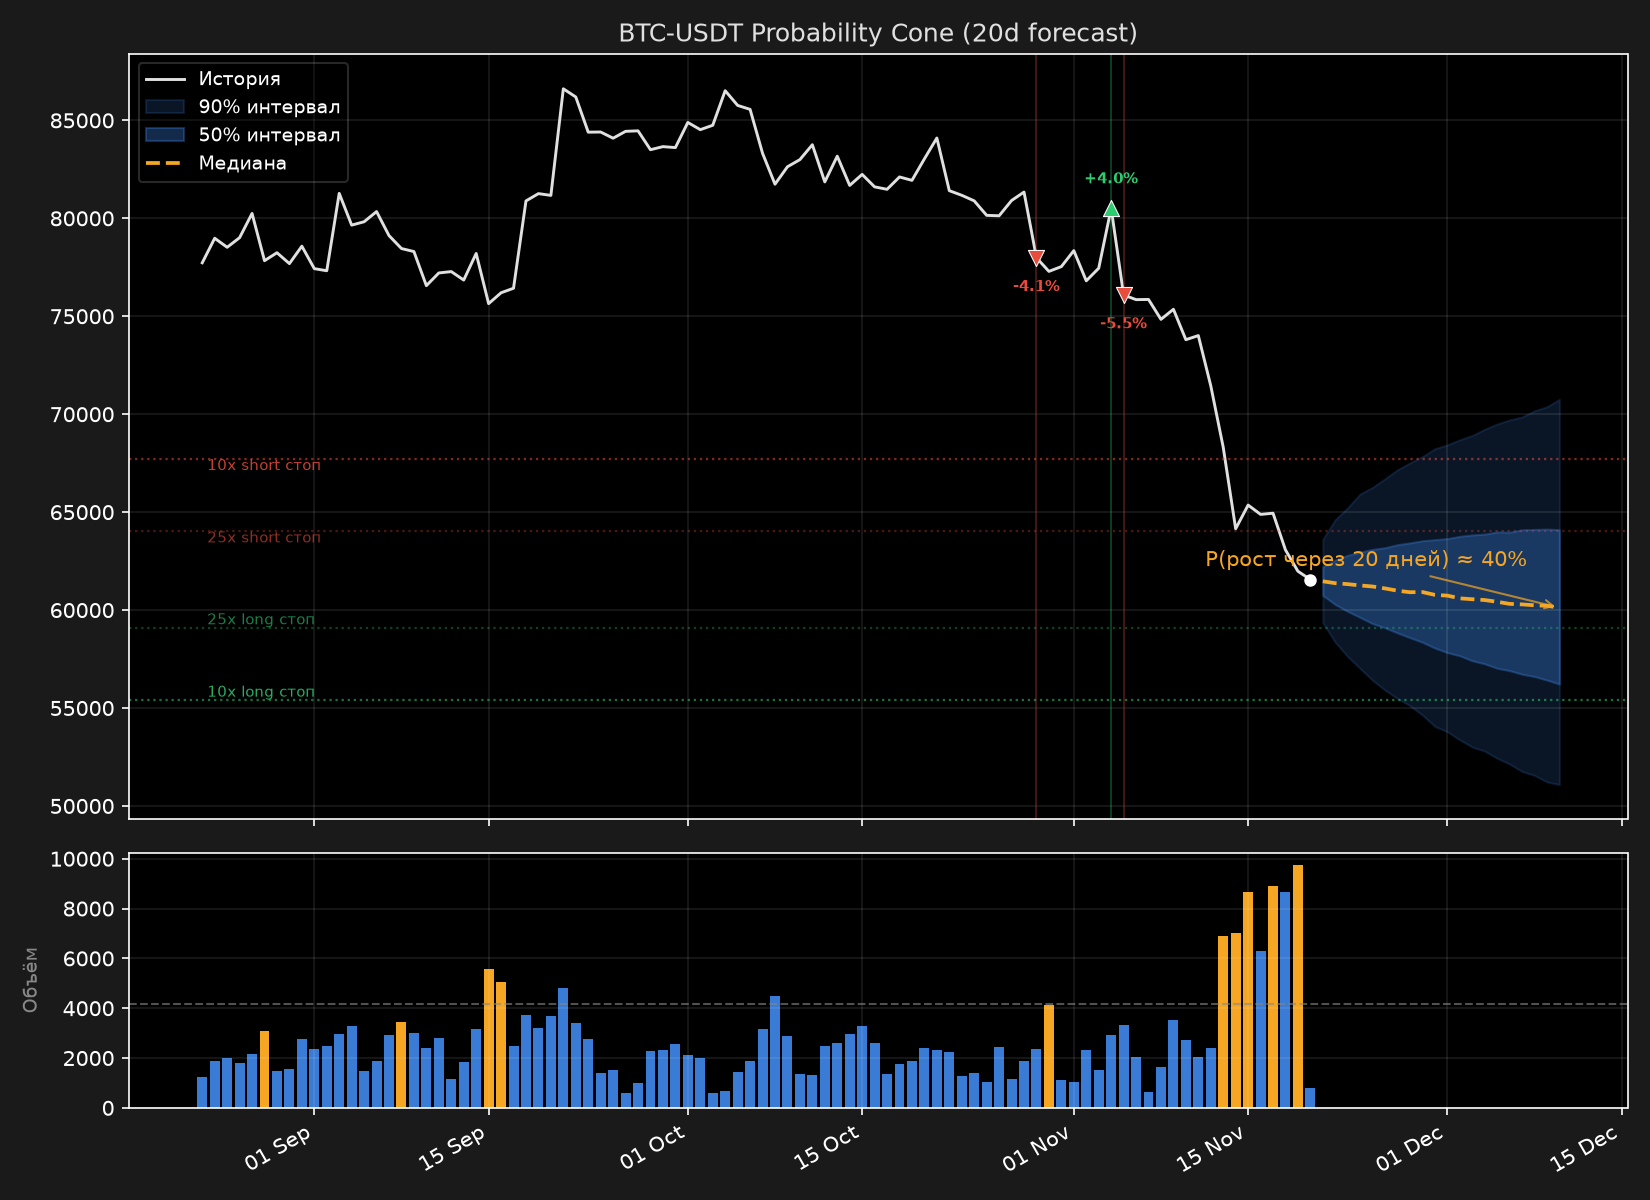 BTC-USDT Probability Cone (20d forecast)
История
90% интервал
50% интервал
Медиана
85000
80000
75000
70000
65000
60000
55000
50000
+4.0%
-4.1%
-5.5%
10x short стоп
25x short стоп
P(рост через 20 дней) ≈ 40%
25x long стоп
10x long стоп
Объём
10000
8000
6000
4000
2000
0
01 Sep
15 Sep
01 Oct
15 Oct
01 Nov
15 Nov
01 Dec
15 Dec